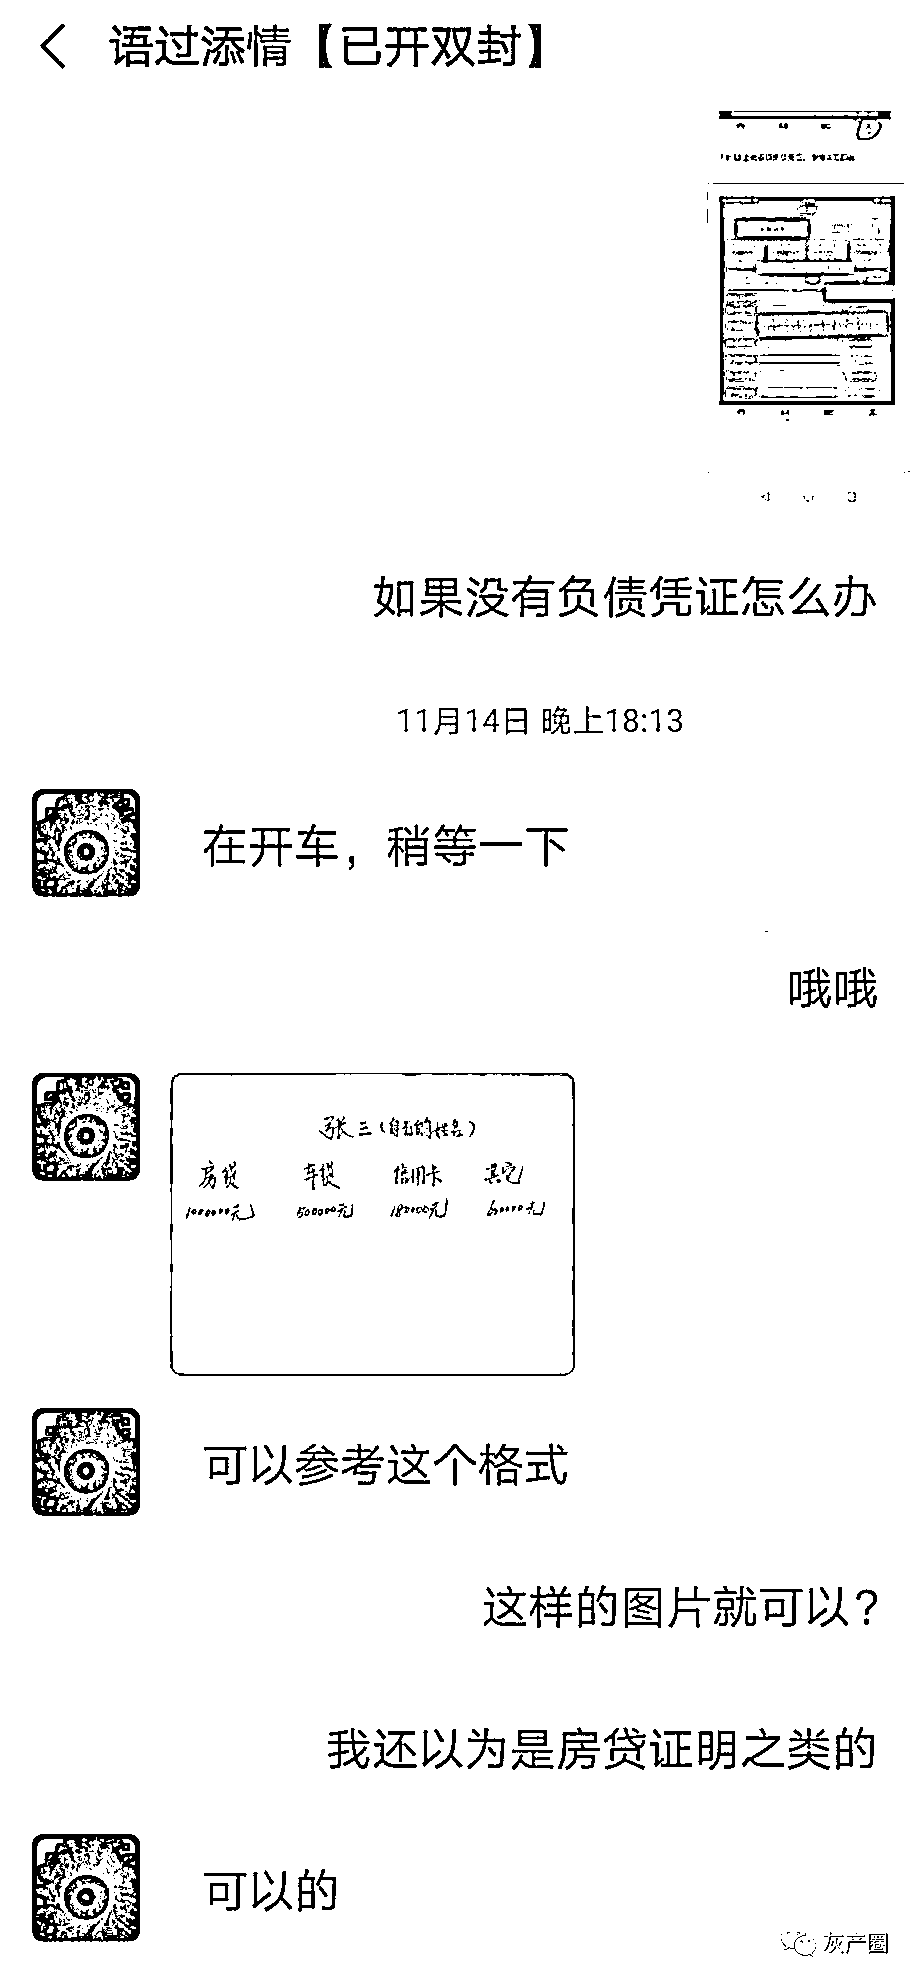 语过添情【已开双封】
如果没有负债凭证怎么办
11月14日 晚上18:13
在开车，稍等一下
哦哦
张三（自己的姓名）
房贷 车贷 信用卡 其它
1000000元 500000元 180000元 60000元
可以参考这个格式
这样的图片就可以？
我还以为是房贷证明之类的
可以的
灰产圈